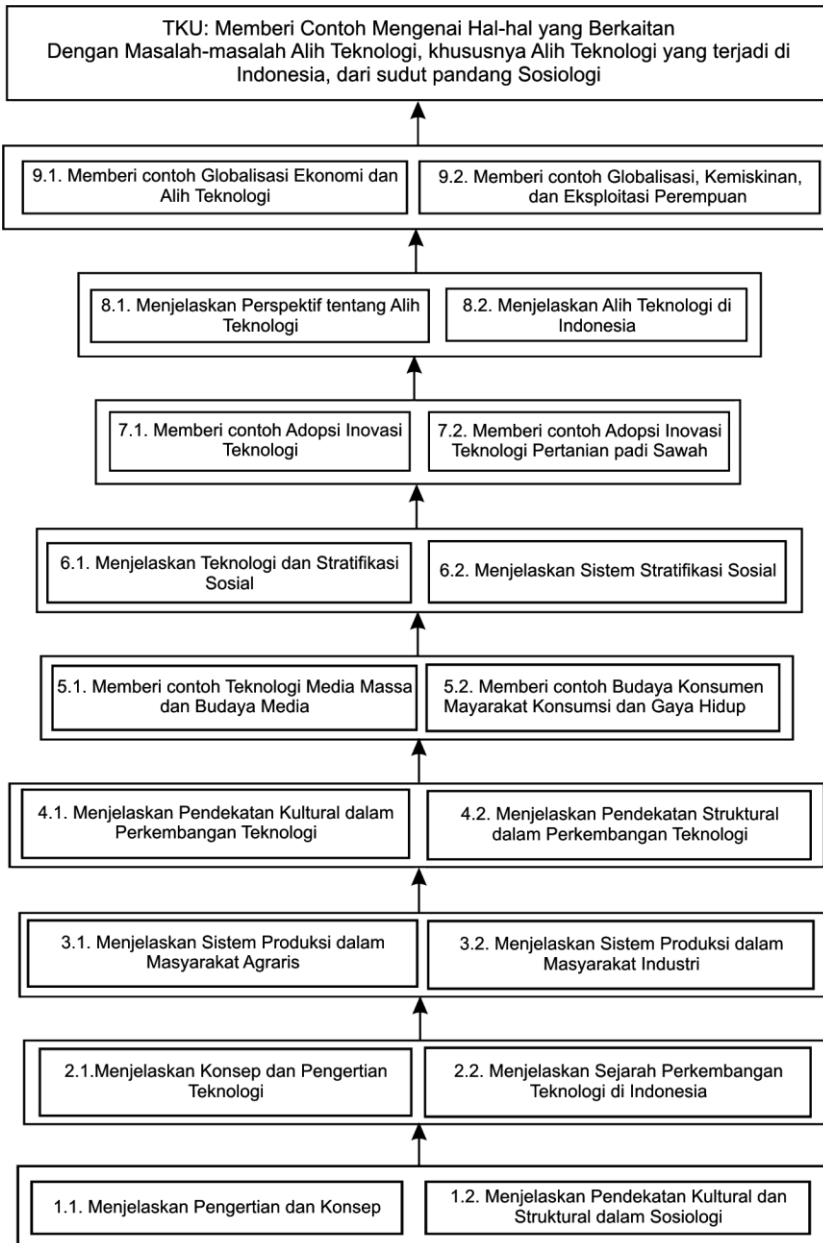 TKU: Memberi Contoh Mengenai Hal-hal yang Berkaitan
Dengan Masalah-masalah Alih Teknologi, khususnya Alih Teknologi yang terjadi di
Indonesia, dari sudut pandang Sosiologi
9.1. Memberi contoh Globalisasi Ekonomi dan
Alih Teknologi
9.2. Memberi contoh Globalisasi, Kemiskinan,
dan Eksploitasi Perempuan
8.1. Menjelaskan Perspektif tentang Alih
Teknologi
8.2. Menjelaskan Alih Teknologi di
Indonesia
7.1. Memberi contoh Adopsi Inovasi
Teknologi
7.2. Memberi contoh Adopsi Inovasi
Teknologi Pertanian padi Sawah
6.1. Menjelaskan Teknologi dan Stratifikasi
Sosial
6.2. Menjelaskan Sistem Stratifikasi Sosial
5.1. Memberi contoh Teknologi Media Massa
dan Budaya Media
5.2. Memberi contoh Budaya Konsumen
Mayarakat Konsumsi dan Gaya Hidup
4.1. Menjelaskan Pendekatan Kultural dalam
Perkembangan Teknologi
4.2. Menjelaskan Pendekatan Struktural
dalam Perkembangan Teknologi
3.1. Menjelaskan Sistem Produksi dalam
Masyarakat Agraris
3.2. Menjelaskan Sistem Produksi dalam
Masyarakat Industri
2.1.Menjelaskan Konsep dan Pengertian
Teknologi
2.2. Menjelaskan Sejarah Perkembangan
Teknologi di Indonesia
1.1. Menjelaskan Pengertian dan Konsep
1.2. Menjelaskan Pendekatan Kultural dan
Struktural dalam Sosiologi